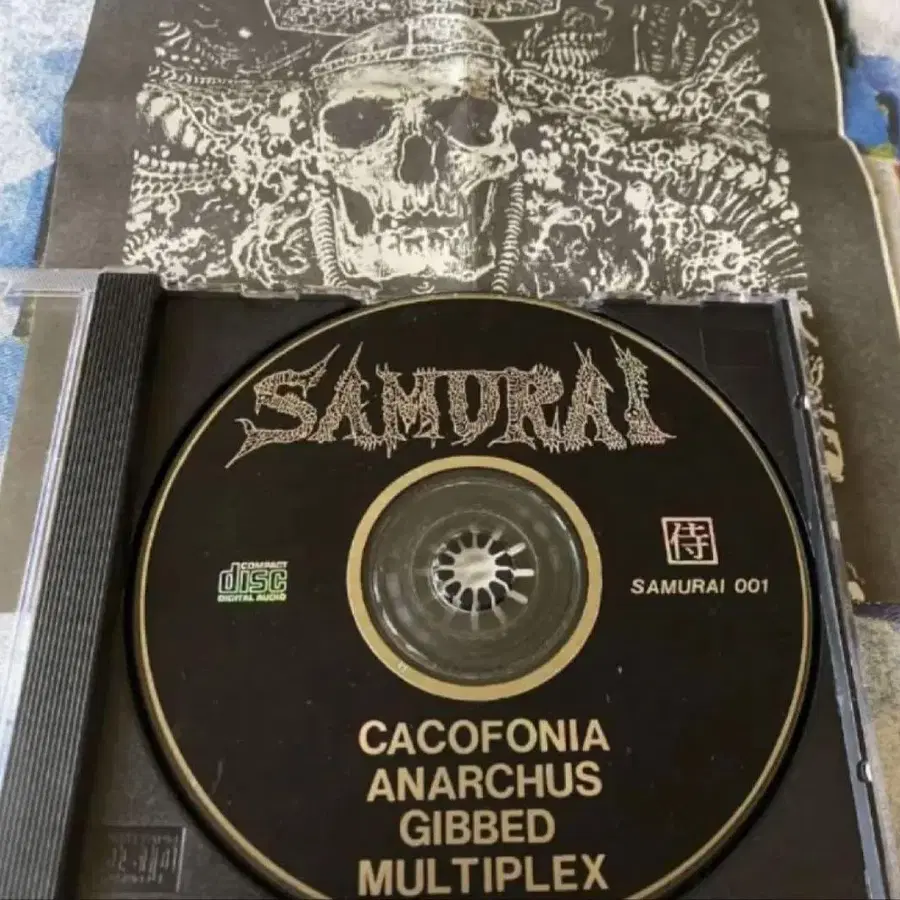 SAMURAI
侍
COMPACT
disc
DIGITAL AUDIO
SAMURAI 001
CACOFONIA
ANARCHUS
GIBBED
MULTIPLEX